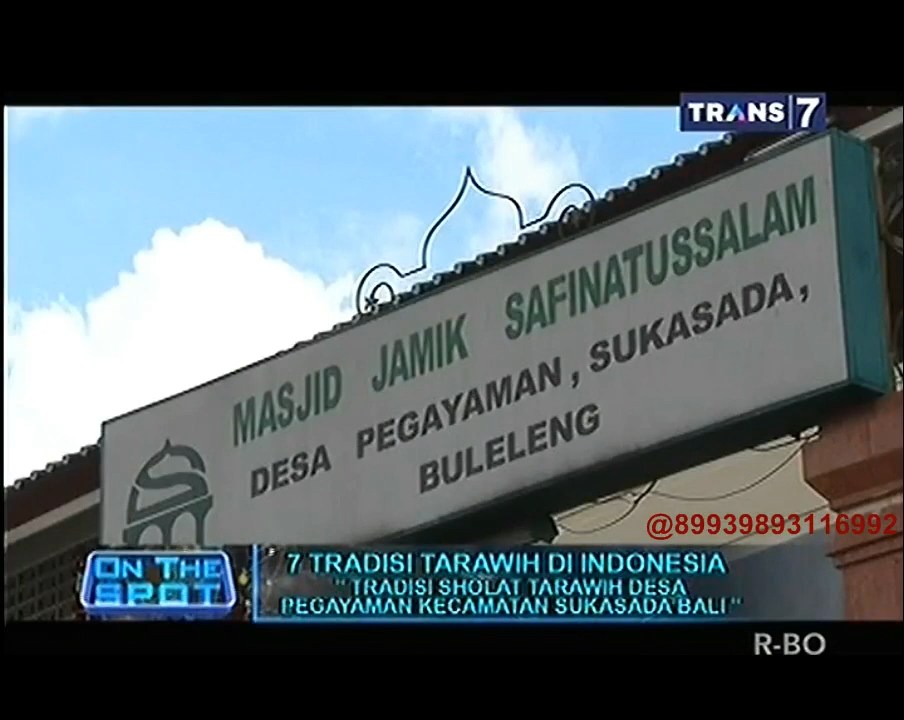 TRANS|7
MASJID JAMIK SAFINATUSSALAM
DESA PEGAYAMAN, SUKASADA,
BULELENG
@89939893116992
ON THE
SPOT
7 TRADISI TARAWIH DI INDONESIA
" TRADISI SHOLAT TARAWIH DESA
PEGAYAMAN KECAMATAN SUKASADA BALI "
R-BO